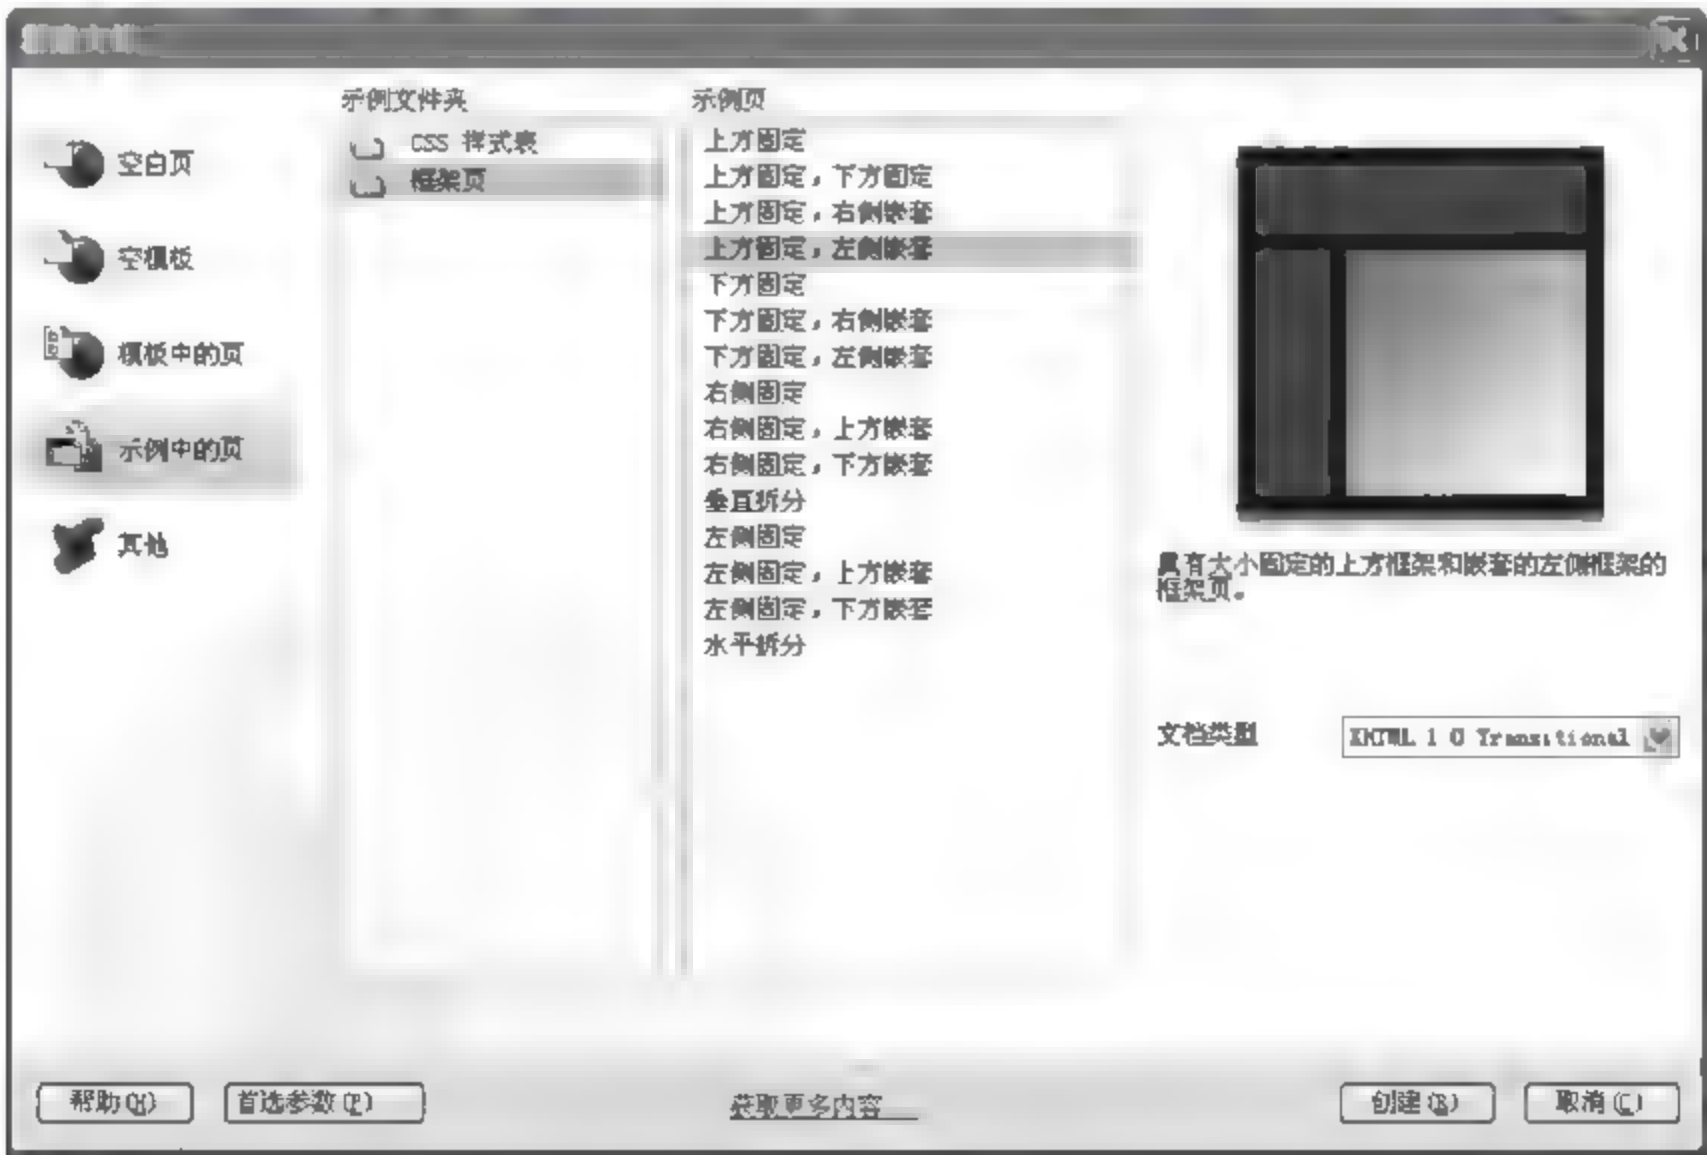 新建文档
空白页
空模板
模板中的页
示例中的页
其他
示例文件夹
CSS 样式表
框架页
示例页
上方固定
上方固定，下方固定
上方固定，右侧嵌套
上方固定，左侧嵌套
下方固定
下方固定，右侧嵌套
下方固定，左侧嵌套
右侧固定
右侧固定，上方嵌套
右侧固定，下方嵌套
垂直拆分
左侧固定
左侧固定，上方嵌套
左侧固定，下方嵌套
水平拆分
具有大小固定的上方框架和嵌套的左侧框架的
框架页。
文档类型
XHTML 1 0 Transitional
帮助(H)
首选参数(P)
获取更多内容
创建(R)
取消(C)